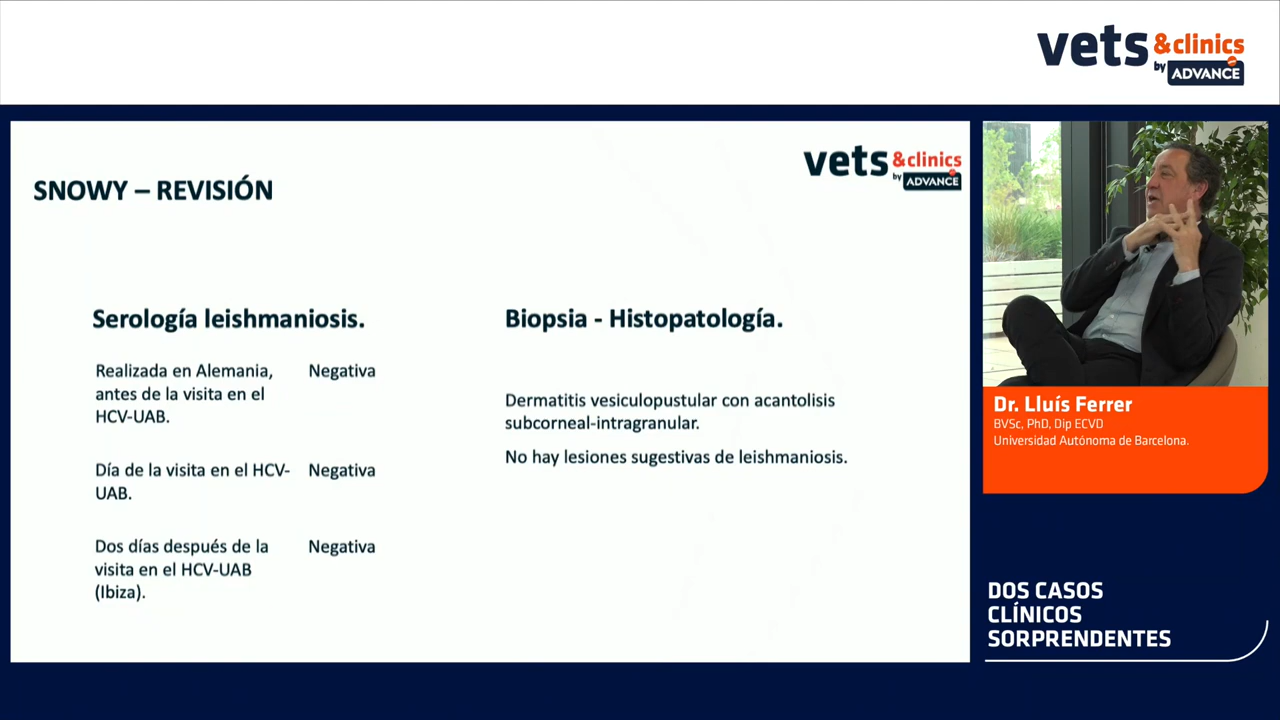 vets &clinics
by ADVANCE
vets &clinics
by ADVANCE
SNOWY – REVISIÓN
Serología leishmaniosis.
Realizada en Alemania, Negativa
antes de la visita en el
HCV-UAB.
Día de la visita en el HCV- Negativa
UAB.
Dos días después de la Negativa
visita en el HCV-UAB
(Ibiza).
Biopsia - Histopatología.
Dermatitis vesiculopustular con acantolisis
subcorneal-intragranular.
No hay lesiones sugestivas de leishmaniosis.
Dr. Lluís Ferrer
BVSc, PhD, Dip ECVD
Universidad Autónoma de Barcelona.
DOS CASOS
CLÍNICOS
SORPRENDENTES